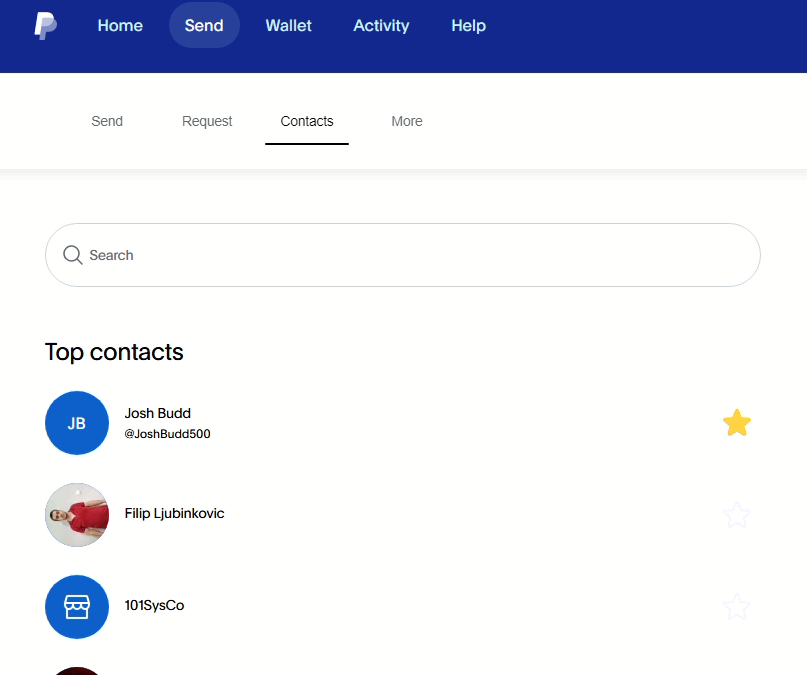 Home Send Wallet Activity Help
Send Request Contacts More
Search
Top contacts
JB
Josh Budd
@JoshBudd500
Filip Ljubinkovic
101SysCo